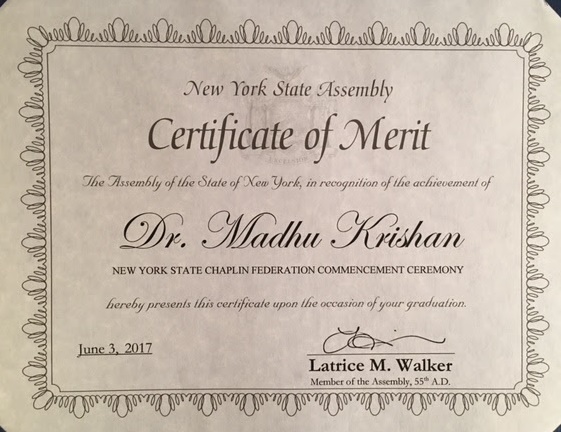 New York State Assembly
Certificate of Merit
The Assembly of the State of New York, in recognition of the achievement of
Dr. Madhu Krishan
NEW YORK STATE CHAPLIN FEDERATION COMMENCEMENT CEREMONY
hereby presents this certificate upon the occasion of your graduation.
June 3, 2017
Latrice M. Walker
Member of the Assembly, 55th A.D.